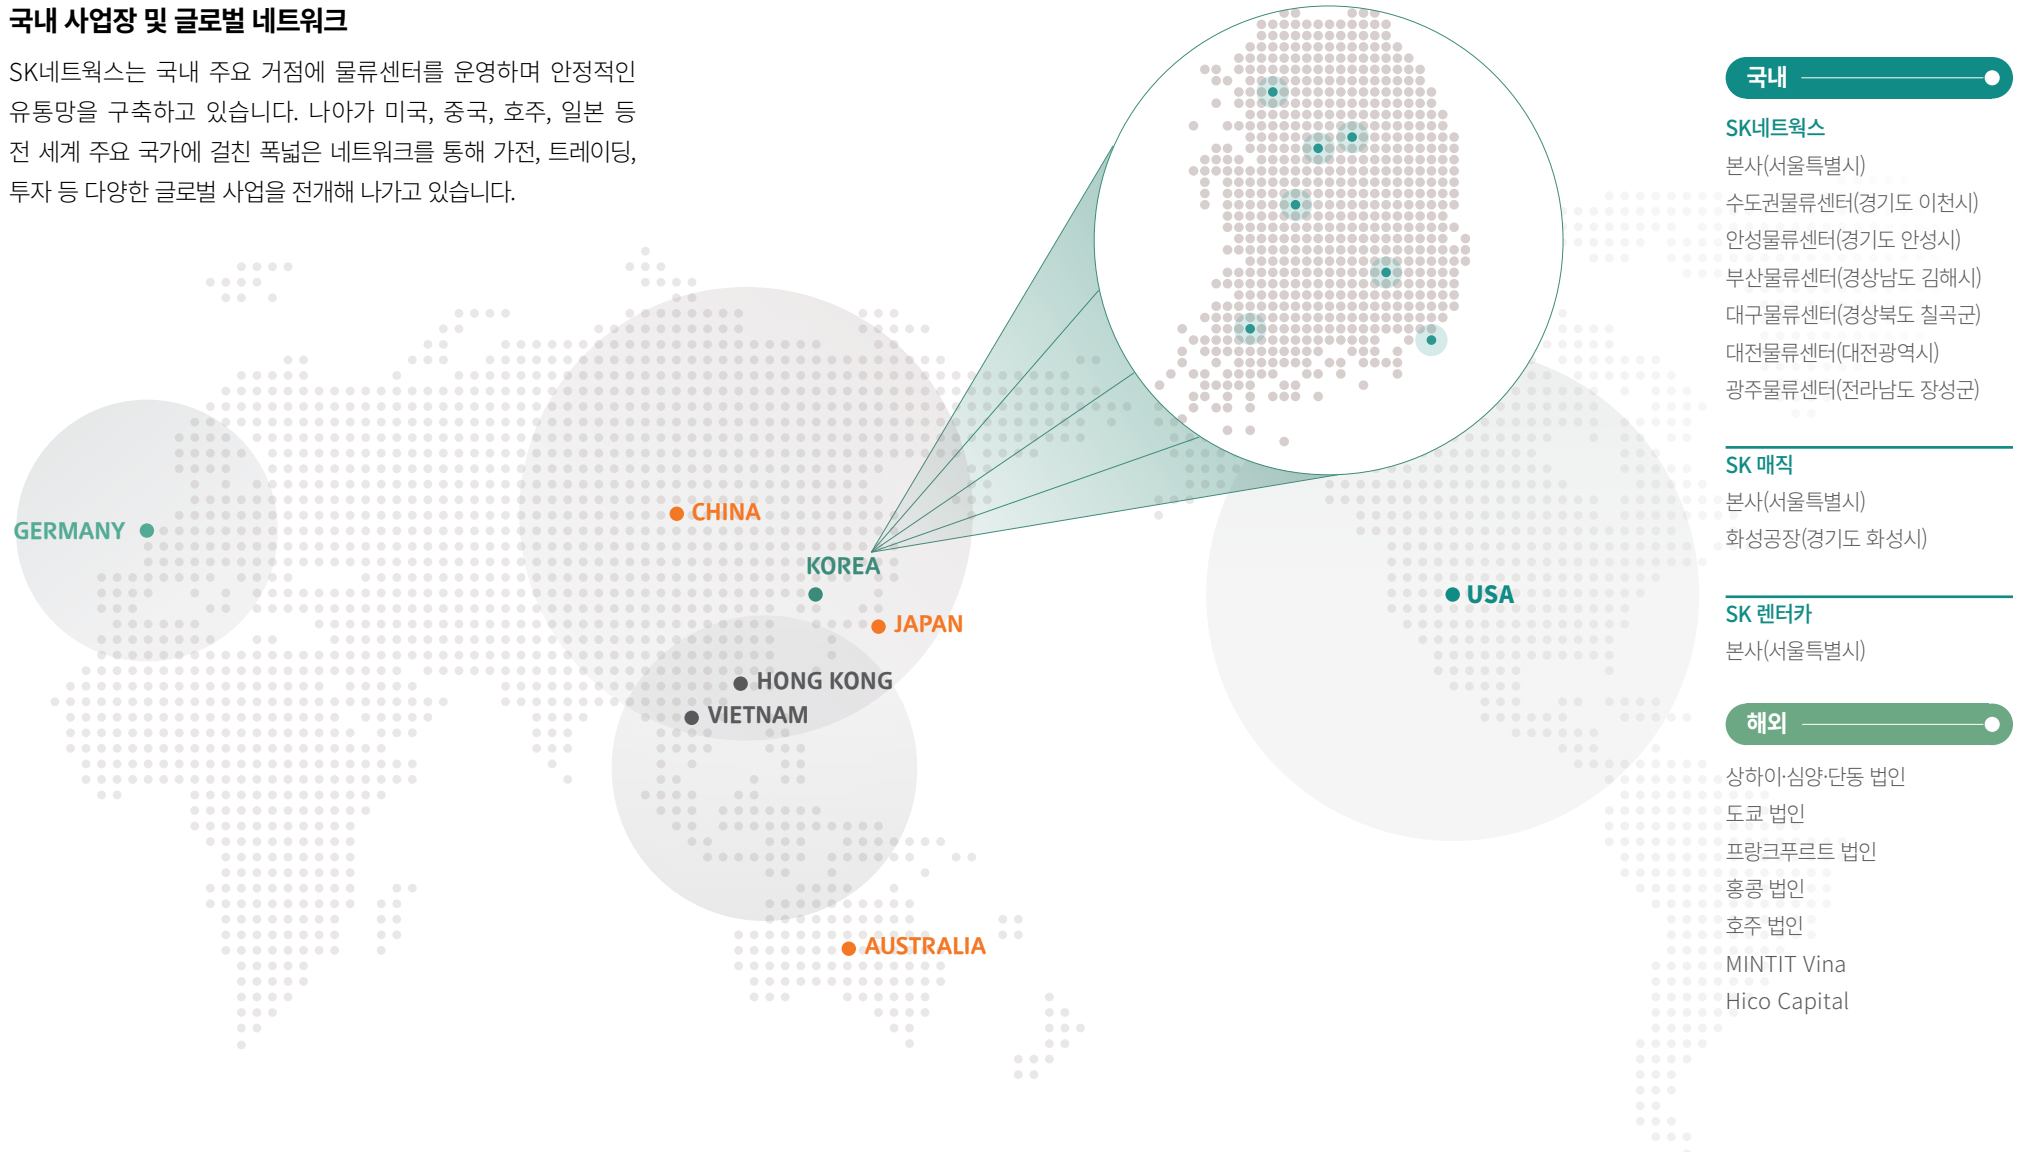 국내 사업장 및 글로벌 네트워크
SK네트웍스는 국내 주요 거점에 물류센터를 운영하며 안정적인
유통망을 구축하고 있습니다. 나아가 미국, 중국, 호주, 일본 등
전 세계 주요 국가에 걸친 폭넓은 네트워크를 통해 가전, 트레이딩,
투자 등 다양한 글로벌 사업을 전개해 나가고 있습니다.
GERMANY
CHINA
KOREA
JAPAN
HONG KONG
VIETNAM
AUSTRALIA
USA
국내
SK네트웍스
본사(서울특별시)
수도권물류센터(경기도 이천시)
안성물류센터(경기도 안성시)
부산물류센터(경상남도 김해시)
대구물류센터(경상북도 칠곡군)
대전물류센터(대전광역시)
광주물류센터(전라남도 장성군)
SK 매직
본사(서울특별시)
화성공장(경기도 화성시)
SK 렌터카
본사(서울특별시)
해외
상하이·심양·단동 법인
도쿄 법인
프랑크푸르트 법인
홍콩 법인
호주 법인
MINTIT Vina
Hico Capital